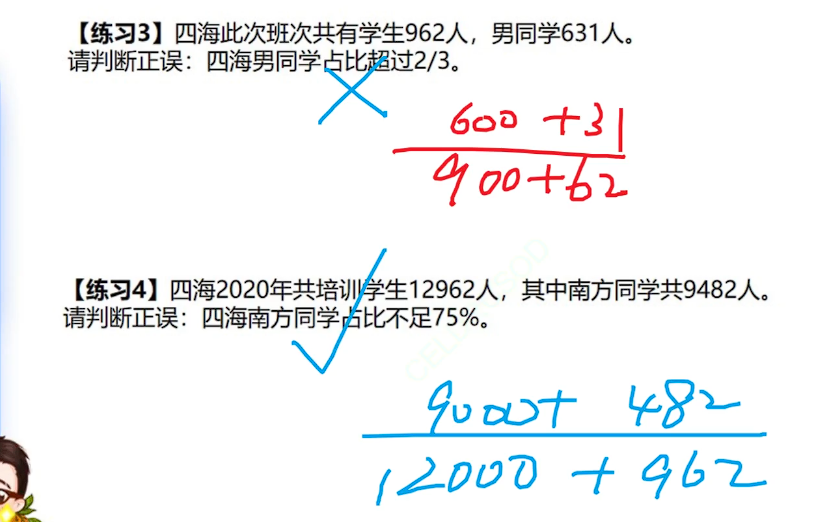 【练习3】四海此次班次共有学生962人，男同学631人。
请判断正误：四海男同学占比超过2/3。
600 +31
900+62
【练习4】四海2020年共培训学生12962人，其中南方同学共9482人。
请判断正误：四海南方同学占比不足75%。
9000+ 482
12000 + 962